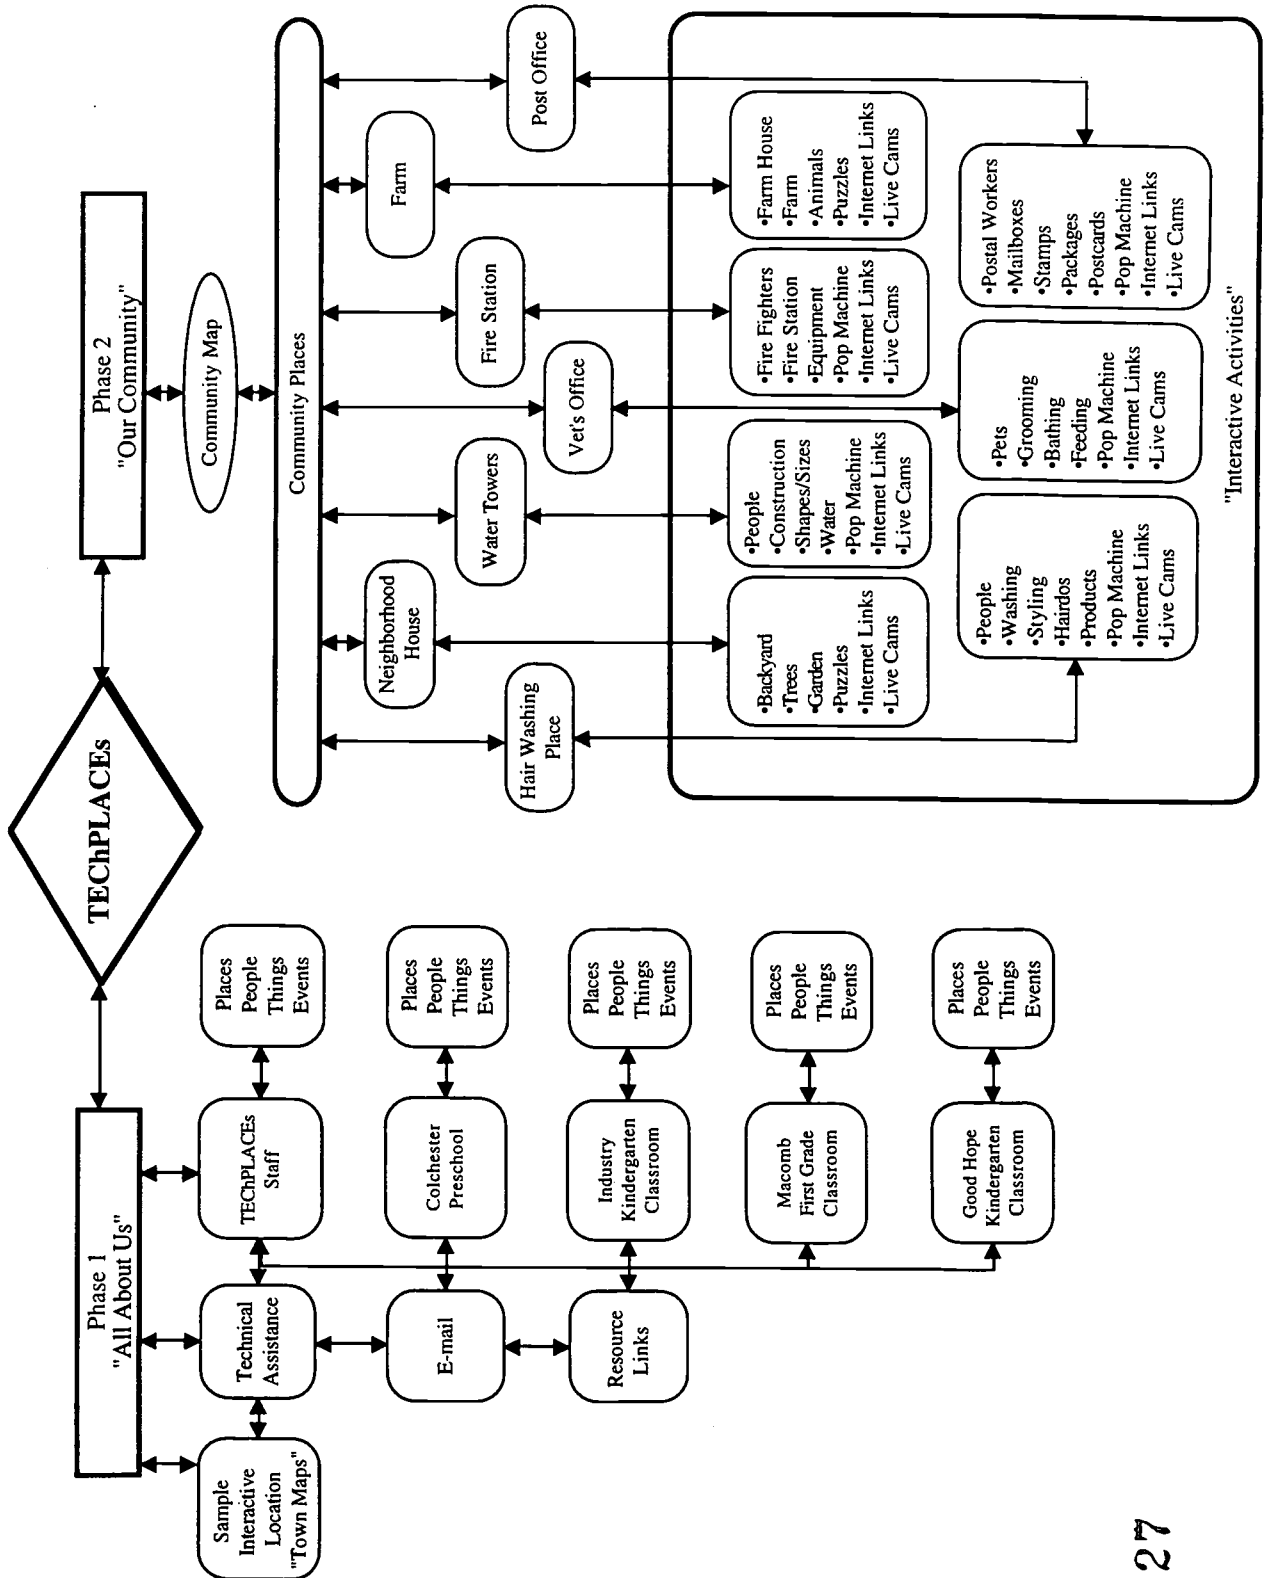 TEChPLACEs
Phase 1
"All About Us"
Sample
Interactive
Location
"Town Maps"
Technical
Assistance
TEChPLACEs
Staff
Places
People
Things
Events
E-mail
Colchester
Preschool
Places
People
Things
Events
Resource
Links
Industry
Kindergarten
Classroom
Places
People
Things
Events
Macomb
First Grade
Classroom
Places
People
Things
Events
Good Hope
Kindergarten
Classroom
Places
People
Things
Events
Phase 2
"Our Community"
Community Map
Community Places
Hair Washing
Place
Neighborhood
House
Water Towers
Vet's Office
Fire Station
Farm
Post Office
•Backyard
•Trees
•Garden
•Puzzles
•Internet Links
•Live Cams
•People
•Construction
•Shapes/Sizes
•Water
•Pop Machine
•Internet Links
•Live Cams
•Fire Fighters
•Fire Station
•Equipment
•Pop Machine
•Internet Links
•Live Cams
•Farm House
•Farm
•Animals
•Puzzles
•Internet Links
•Live Cams
•People
•Washing
•Styling
•Hairdos
•Products
•Pop Machine
•Internet Links
•Live Cams
•Pets
•Grooming
•Bathing
•Feeding
•Pop Machine
•Internet Links
•Live Cams
•Postal Workers
•Mailboxes
•Stamps
•Packages
•Postcards
•Pop Machine
•Internet Links
•Live Cams
"Interactive Activities"
27